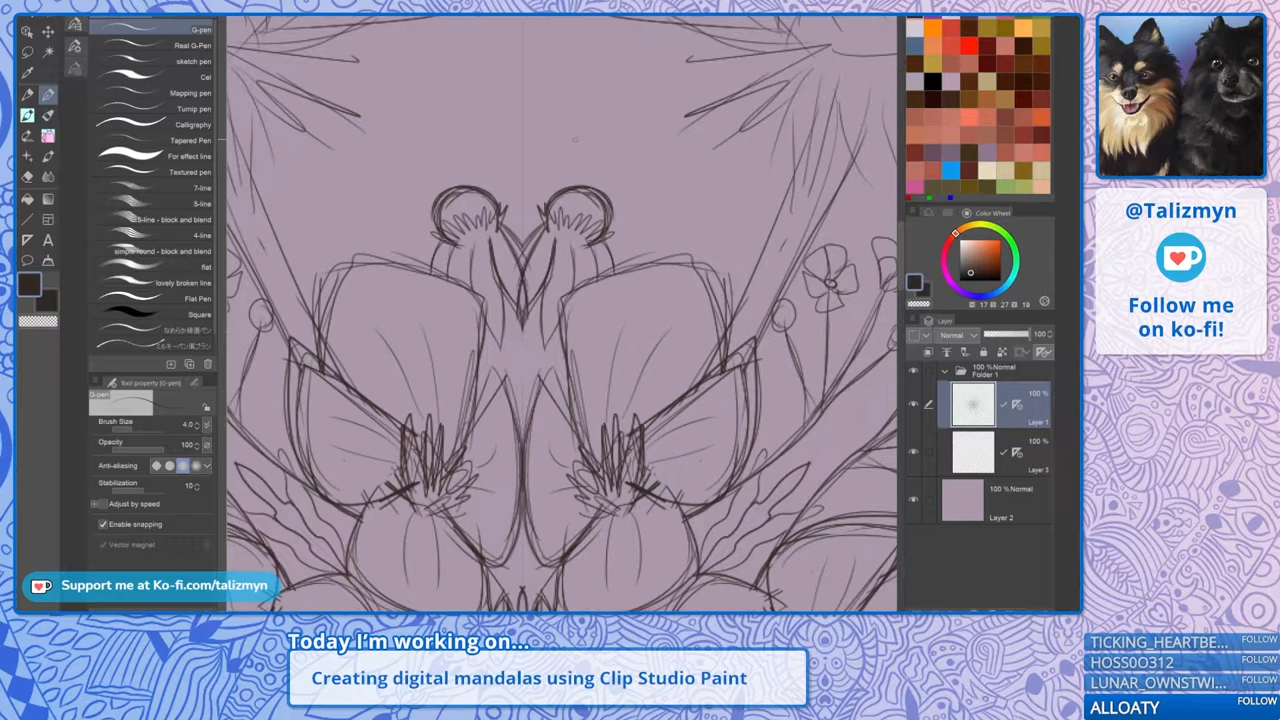 G-pen
Real G-Pen
sketch pen
Cel
Mapping pen
Turnip pen
Calligraphy
Tapered Pen
For effect line
Textured pen
7-line
5-line
5-line - block and blend
4-line
simple round - block and blend
flat
lovely broken line
Flat Pen
Square
Tool property [G-pen]
G-pen
Brush Size 4.0
Opacity 100
Anti-aliasing
Stabilization 10
Adjust by speed
Enable snapping
Vector magnet
Color Wheel
H 17 S 27 V 19
Layer
Normal 100
100 % Normal
Folder 1
100 %
Layer 1
100 %
Layer 3
100 % Normal
Layer 2
@Talizmyn
Follow me
on ko-fi!
Support me at Ko-fi.com/talizmyn
Today I'm working on...
Creating digital mandalas using Clip Studio Paint
TICKING_HEARTBE... FOLLOW
HOSS0O312 FOLLOW
LUNAR_OWNSTWI... FOLLOW
ALLOATY FOLLOW